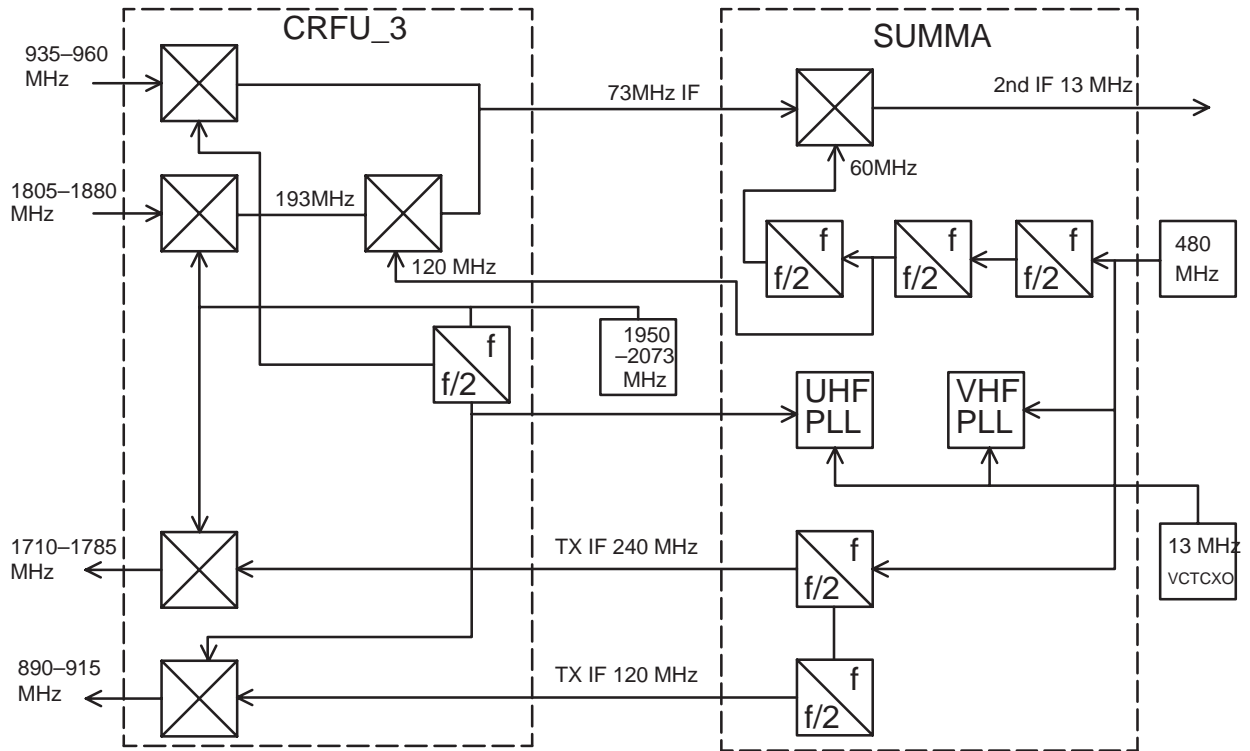 CRFU_3
SUMMA
935–960
MHz
73MHz IF
2nd IF 13 MHz
60MHz
1805–1880
MHz
193MHz
120 MHz
f
f/2
f
f/2
f
f/2
480
MHz
1950
–2073
MHz
f
f/2
UHF
PLL
VHF
PLL
1710–1785
MHz
TX IF 240 MHz
f
f/2
13 MHz
VCTCXO
890–915
MHz
TX IF 120 MHz
f
f/2